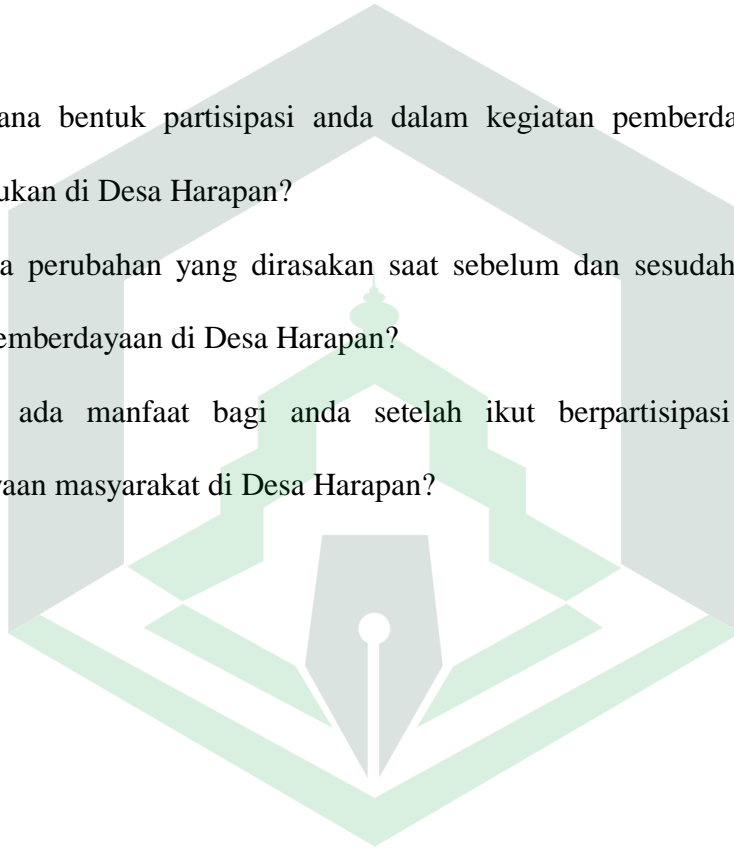 ana bentuk partisipasi anda dalam kegiatan pemberda
ukan di Desa Harapan?
a perubahan yang dirasakan saat sebelum dan sesudah
emberdayaan di Desa Harapan?
ada manfaat bagi anda setelah ikut berpartisipasi
yaan masyarakat di Desa Harapan?